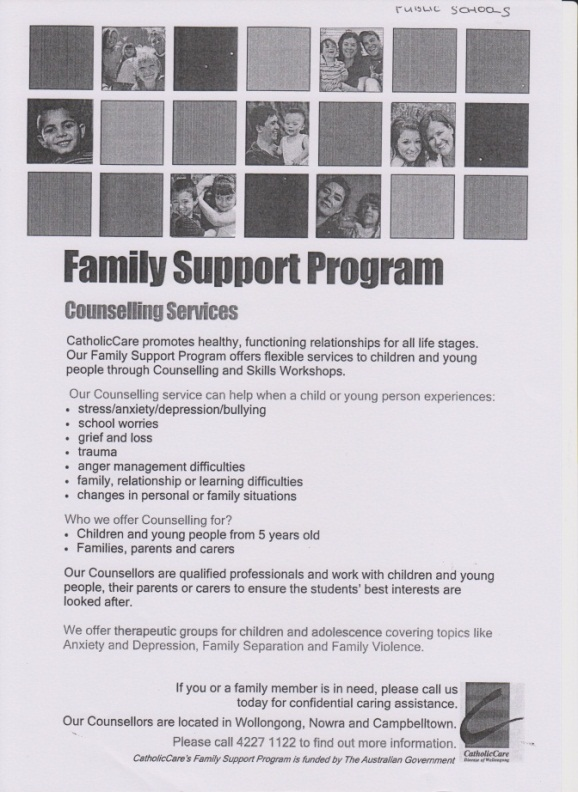 PUBLIC SCHOOLS
Family Support Program
Counselling Services
CatholicCare promotes healthy, functioning relationships for all life stages.
Our Family Support Program offers flexible services to children and young
people through Counselling and Skills Workshops.
Our Counselling service can help when a child or young person experiences:
• stress/anxiety/depression/bullying
• school worries
• grief and loss
• trauma
• anger management difficulties
• family, relationship or learning difficulties
• changes in personal or family situations
Who we offer Counselling for?
• Children and young people from 5 years old
• Families, parents and carers
Our Counsellors are qualified professionals and work with children and young
people, their parents or carers to ensure the students' best interests are
looked after.
We offer therapeutic groups for children and adolescence covering topics like
Anxiety and Depression, Family Separation and Family Violence.
If you or a family member is in need, please call us
today for confidential caring assistance.
Our Counsellors are located in Wollongong, Nowra and Campbelltown.
Please call 4227 1122 to find out more information.
CatholicCare's Family Support Program is funded by The Australian Government
CatholicCare
Diocese of Wollongong